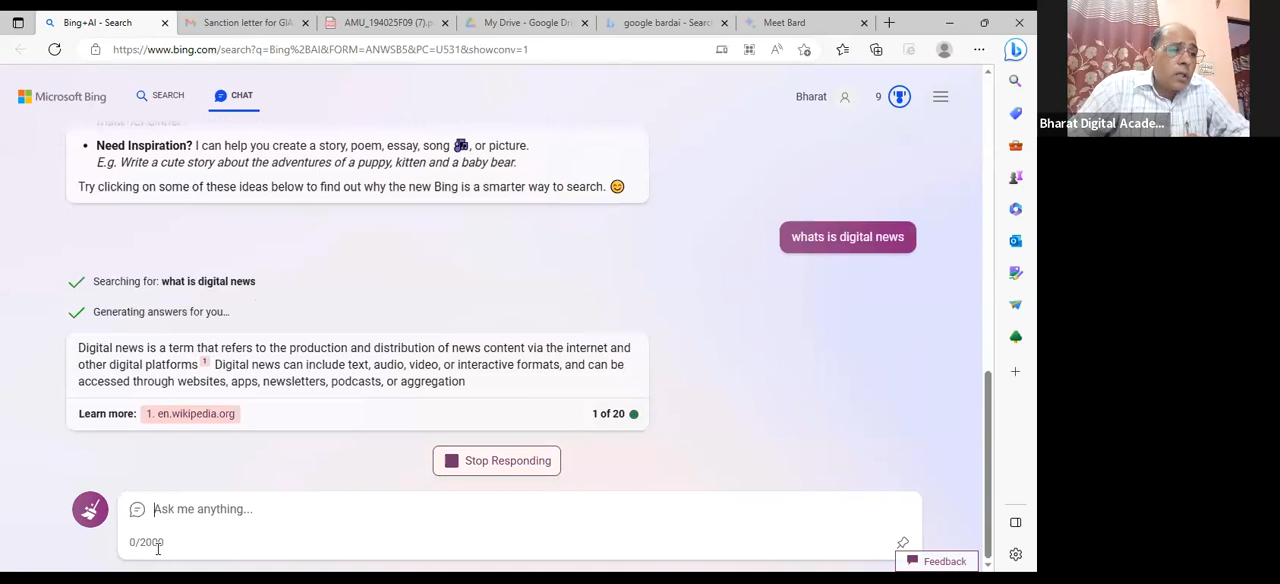 Bing+AI - Search
Sanction letter for GIA
AMU_194025F09 (7).p
My Drive - Google Dri
google bardai - Searc
Meet Bard
https://www.bing.com/search?q=Bing%2BAI&FORM=ANWSB5&PC=U531&showconv=1
Microsoft Bing
SEARCH
CHAT
Bharat
9
• Need Inspiration? I can help you create a story, poem, essay, song, or picture.
E.g. Write a cute story about the adventures of a puppy, kitten and a baby bear.
Try clicking on some of these ideas below to find out why the new Bing is a smarter way to search. 😊
whats is digital news
Searching for: what is digital news
Generating answers for you...
Digital news is a term that refers to the production and distribution of news content via the internet and
other digital platforms 1 Digital news can include text, audio, video, or interactive formats, and can be
accessed through websites, apps, newsletters, podcasts, or aggregation
Learn more: 1. en.wikipedia.org
1 of 20
Stop Responding
Ask me anything...
0/2000
Feedback
Bharat Digital Acade...